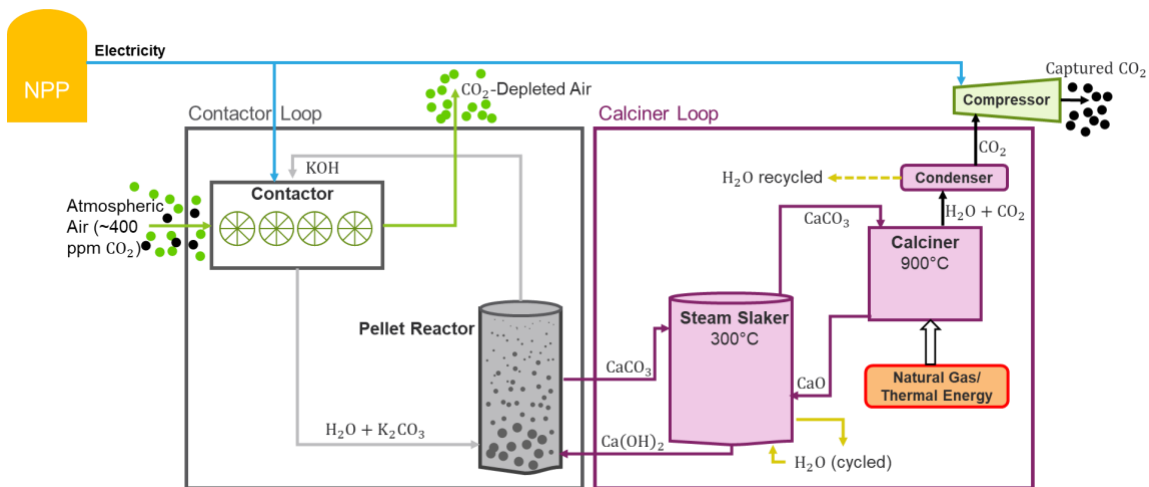 Electricity
NPP
Captured CO₂
CO₂-Depleted Air
Compressor
Contactor Loop
Calciner Loop
CO₂
KOH
H₂O recycled
Condenser
Contactor
Atmospheric
Air (~400
ppm CO₂)
CaCO₃
H₂O + CO₂
Calciner
900°C
Pellet Reactor
Steam Slaker
300°C
CaCO₃
CaO
Natural Gas/
Thermal Energy
H₂O + K₂CO₃
Ca(OH)₂
H₂O (cycled)